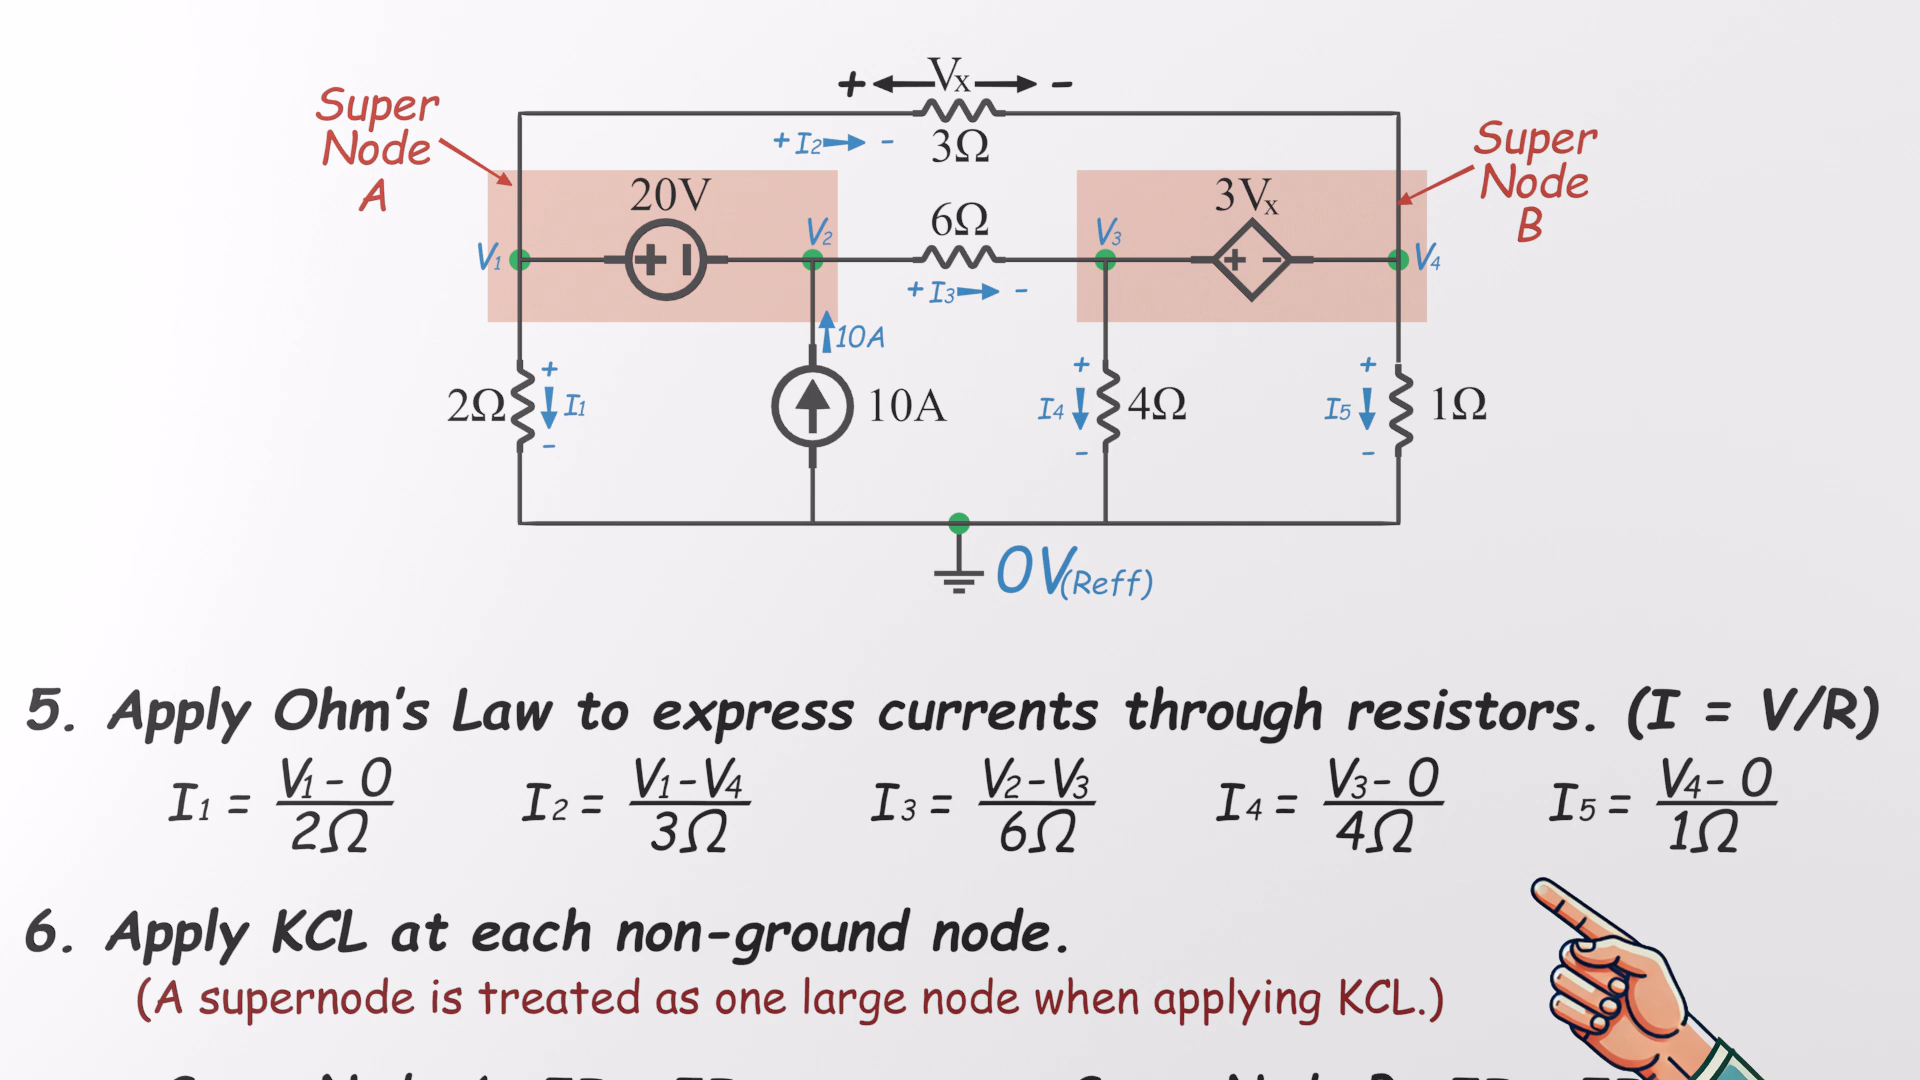 + Vx -
Super
Node
A
+ I2 -
3Ω
Super
Node
B
20V
3Vx
6Ω
V1
V2
V3
V4
+ I3 -
10A
2Ω
+
I1
-
10A
+
I4
-
4Ω
+
I5
-
1Ω
0V(Reff)
5. Apply Ohm's Law to express currents through resistors. (I = V/R)
I1 = V1 - 0 / 2Ω I2 = V1 - V4 / 3Ω I3 = V2 - V3 / 6Ω I4 = V3 - 0 / 4Ω I5 = V4 - 0 / 1Ω
6. Apply KCL at each non-ground node.
(A supernode is treated as one large node when applying KCL.)